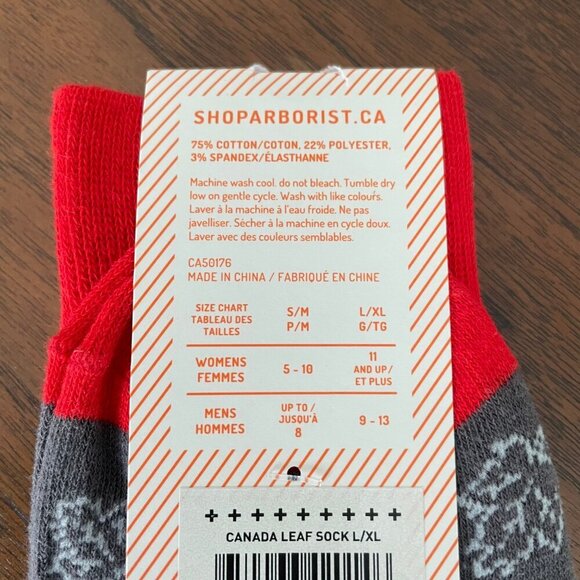 SHOPARBORIST.CA
75% COTTON/COTON, 22% POLYESTER,
3% SPANDEX/ÉLASTHANNE
Machine wash cool. do not bleach. Tumble dry
low on gentle cycle. Wash with like colours.
Laver à la machine à l'eau froide. Ne pas
javelliser. Sécher à la machine en cycle doux.
Laver avec des couleurs semblables.
CA50176
MADE IN CHINA / FABRIQUÉ EN CHINE
SIZE CHART
TABLEAU DES
TAILLES
S/M
P/M
L/XL
G/TG
WOMENS
FEMMES
5 - 10
11
AND UP/
ET PLUS
MENS
HOMMES
UP TO /
JUSQU'À
8
9 - 13
CANADA LEAF SOCK L/XL